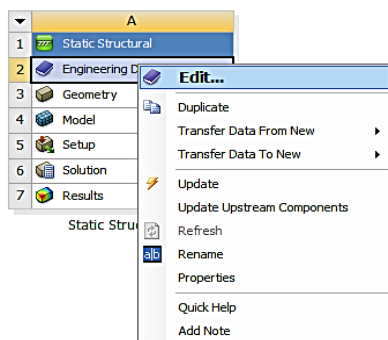 A
1 Static Structural
2 Engineering D
3 Geometry
4 Model
5 Setup
6 Solution
7 Results
Static Stru
Edit...
Duplicate
Transfer Data From New
Transfer Data To New
Update
Update Upstream Components
Refresh
a|b Rename
Properties
Quick Help
Add Note